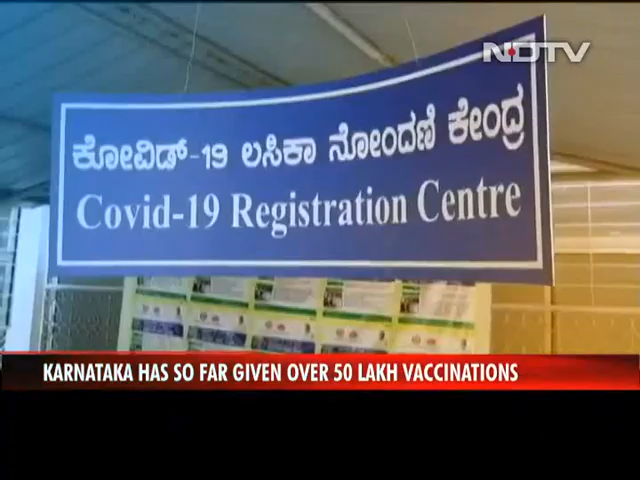 NDTV
ಕೋವಿಡ್-19 ಲಸಿಕಾ ನೋಂದಣಿ ಕೇಂದ್ರ
Covid-19 Registration Centre
KARNATAKA HAS SO FAR GIVEN OVER 50 LAKH VACCINATIONS